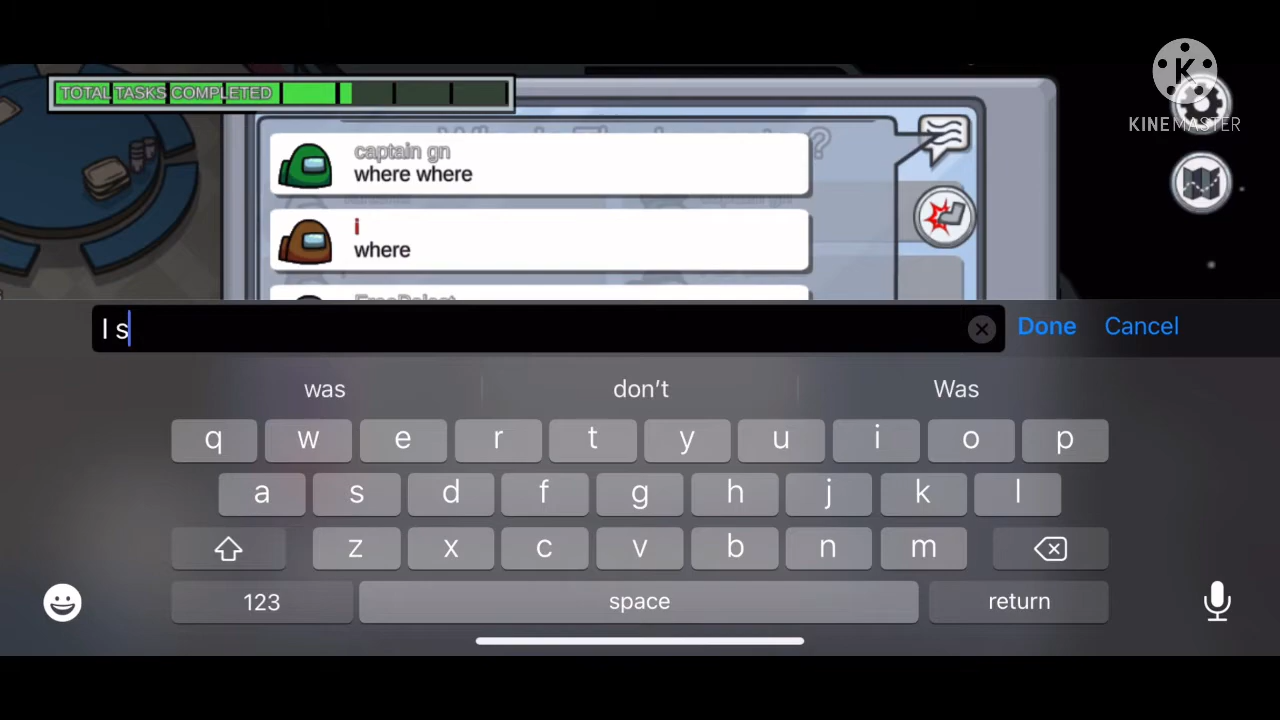 TOTAL TASKS COMPLETED
KINEMASTER
captain gn
where where
i
where
I s
Done
Cancel
was
don't
Was
q w e r t y u i o p
a s d f g h j k l
z x c v b n m
123
space
return